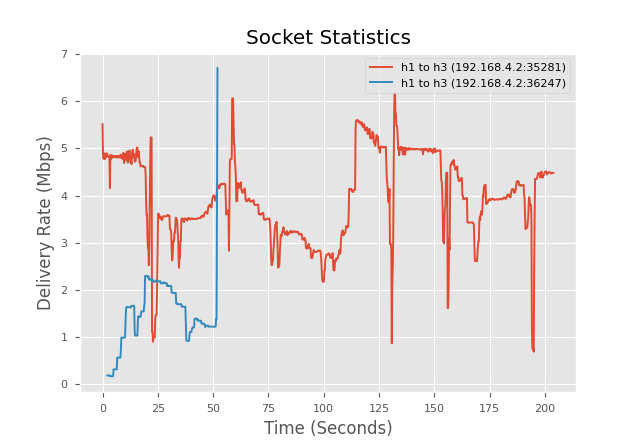 Socket Statistics
h1 to h3 (192.168.4.2:35281)
h1 to h3 (192.168.4.2:36247)
Delivery Rate (Mbps)
7
6
5
4
3
2
1
0
0 25 50 75 100 125 150 175 200
Time (Seconds)